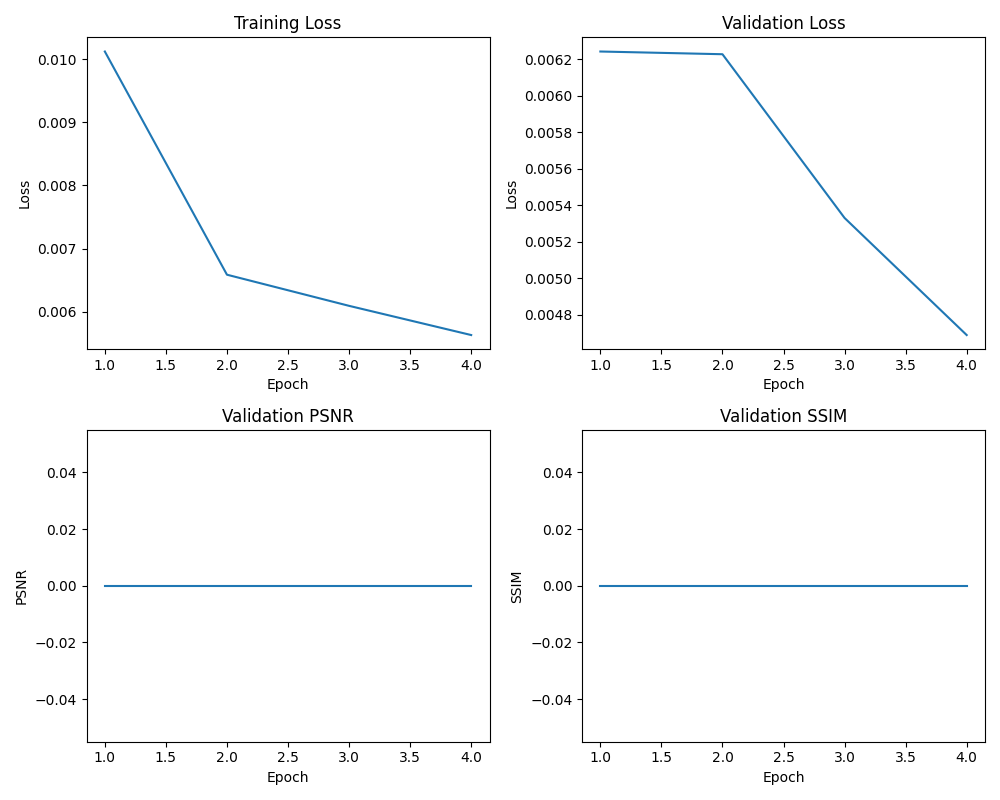 Training Loss
Loss
0.010
0.009
0.008
0.007
0.006
1.0 1.5 2.0 2.5 3.0 3.5 4.0
Epoch
Validation Loss
Loss
0.0062
0.0060
0.0058
0.0056
0.0054
0.0052
0.0050
0.0048
1.0 1.5 2.0 2.5 3.0 3.5 4.0
Epoch
Validation PSNR
PSNR
0.04
0.02
0.00
−0.02
−0.04
1.0 1.5 2.0 2.5 3.0 3.5 4.0
Epoch
Validation SSIM
SSIM
0.04
0.02
0.00
−0.02
−0.04
1.0 1.5 2.0 2.5 3.0 3.5 4.0
Epoch